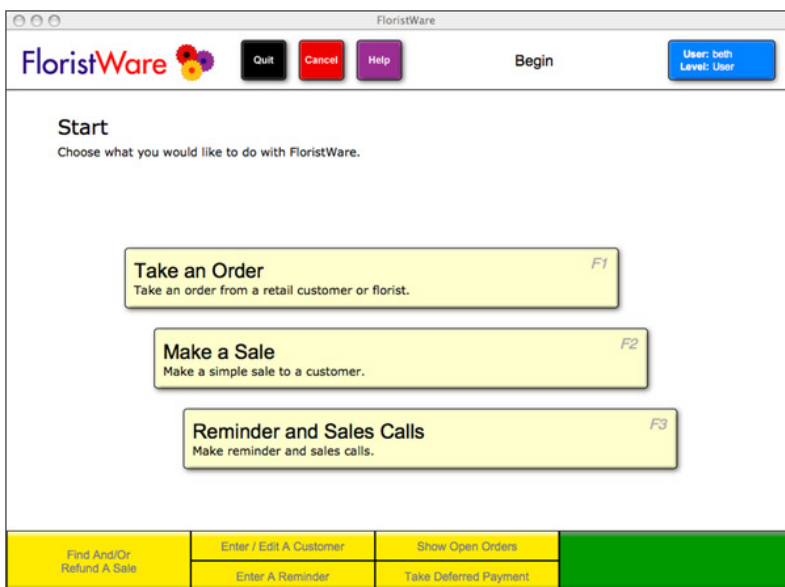 FloristWare
FloristWare
Quit
Cancel
Help
Begin
User: beth
Level: User
Start
Choose what you would like to do with FloristWare.
Take an Order
F1
Take an order from a retail customer or florist.
Make a Sale
F2
Make a simple sale to a customer.
Reminder and Sales Calls
F3
Make reminder and sales calls.
Find And/Or
Refund A Sale
Enter / Edit A Customer
Show Open Orders
Enter A Reminder
Take Deferred Payment